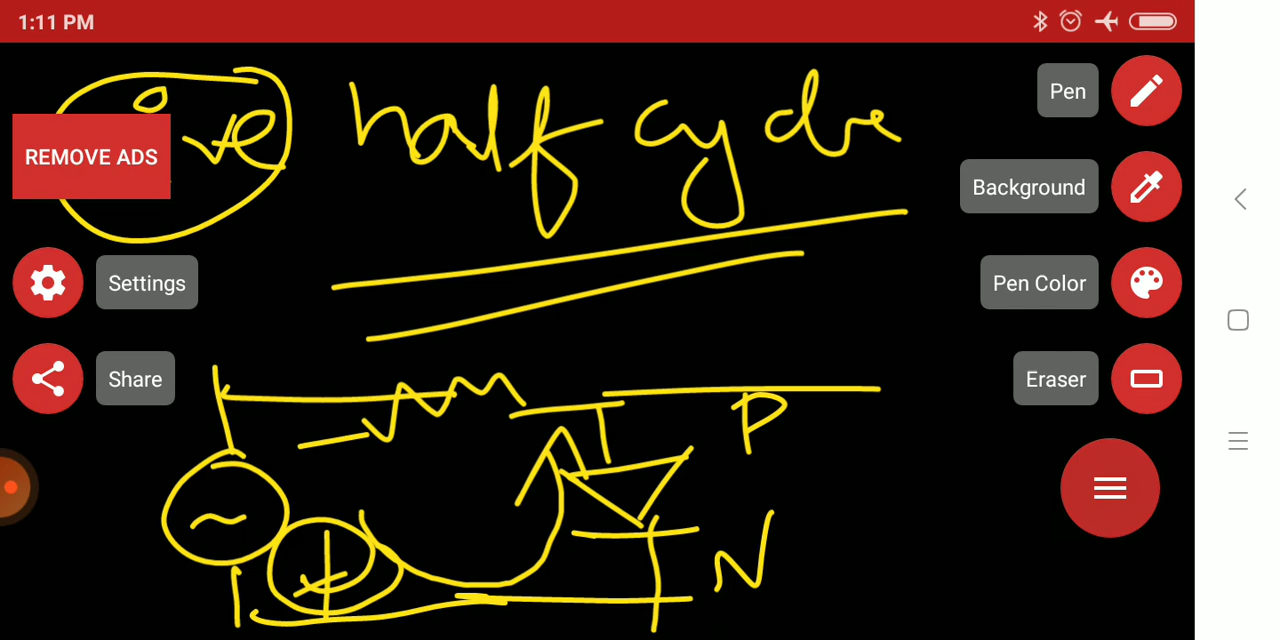 1:11 PM
ve half cycle
REMOVE ADS
Pen
Background
Settings
Pen Color
Share
Eraser
P
~
N